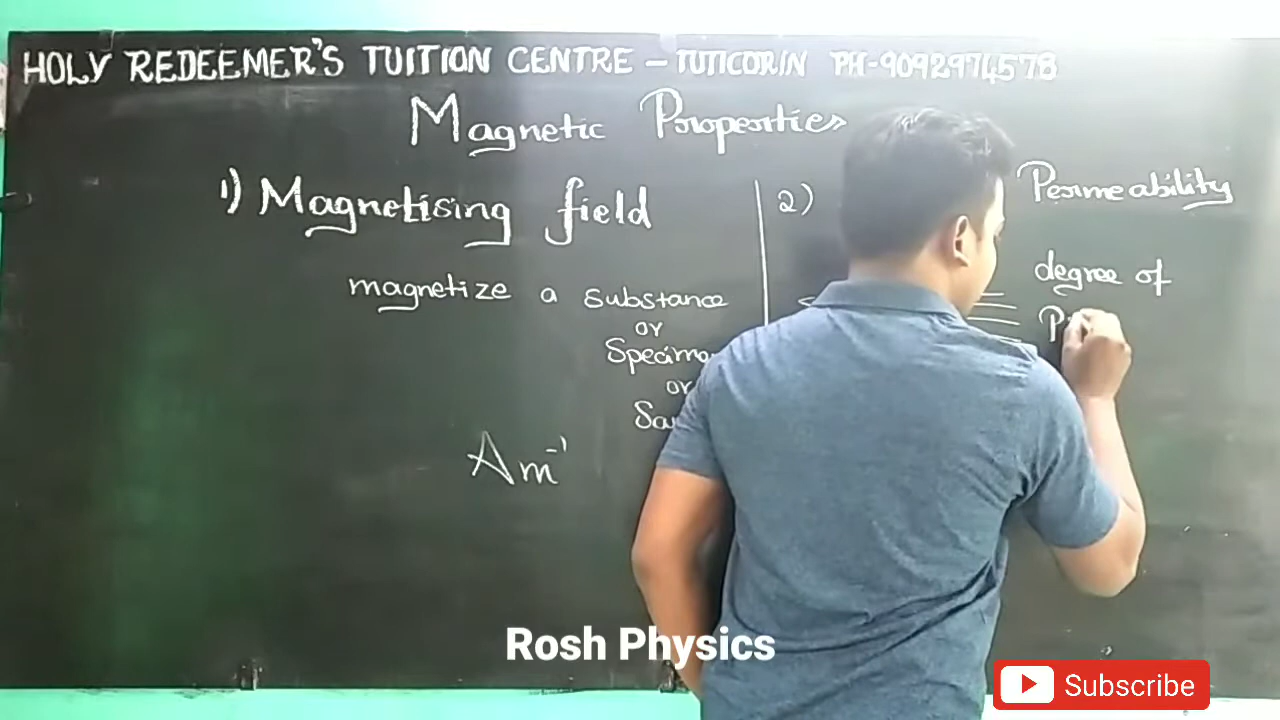 HOLY REDEEMER'S TUITION CENTRE – TUTICORIN PH-9092974578
Magnetic Properties
1) Magnetising field
magnetize a substance
or
or
Am⁻¹
2)
Permeability
degree of
Rosh Physics
Subscribe